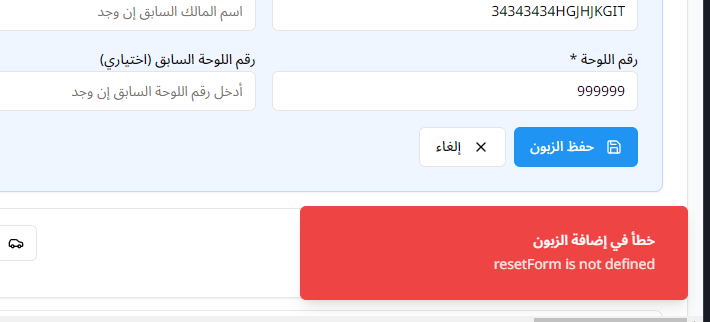 34343434HGJHJKGIT
اسم المالك السابق إن وجد
رقم اللوحة *
رقم اللوحة السابق (اختياري)
999999
أدخل رقم اللوحة السابق إن وجد
حفظ الزبون
إلغاء
خطأ في إضافة الزبون
resetForm is not defined